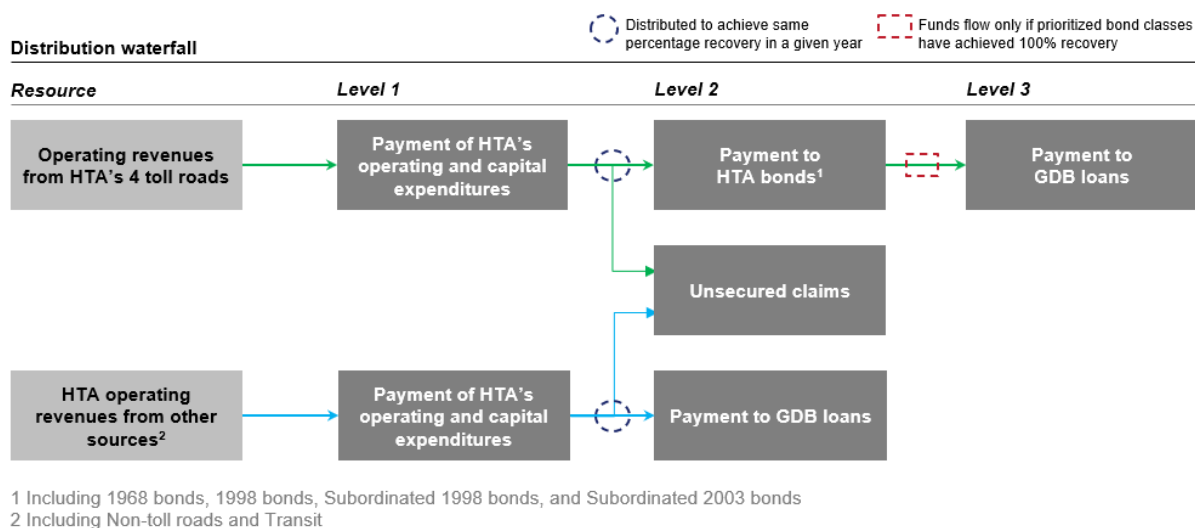 Distributed to achieve same
percentage recovery in a given year
Funds flow only if prioritized bond classes
have achieved 100% recovery
Distribution waterfall
Resource
Level 1
Level 2
Level 3
Operating revenues
from HTA's 4 toll roads
Payment of HTA's
operating and capital
expenditures
Payment to
HTA bonds¹
Payment to
GDB loans
Unsecured claims
HTA operating
revenues from other
sources²
Payment of HTA's
operating and capital
expenditures
Payment to GDB loans
1 Including 1968 bonds, 1998 bonds, Subordinated 1998 bonds, and Subordinated 2003 bonds
2 Including Non-toll roads and Transit